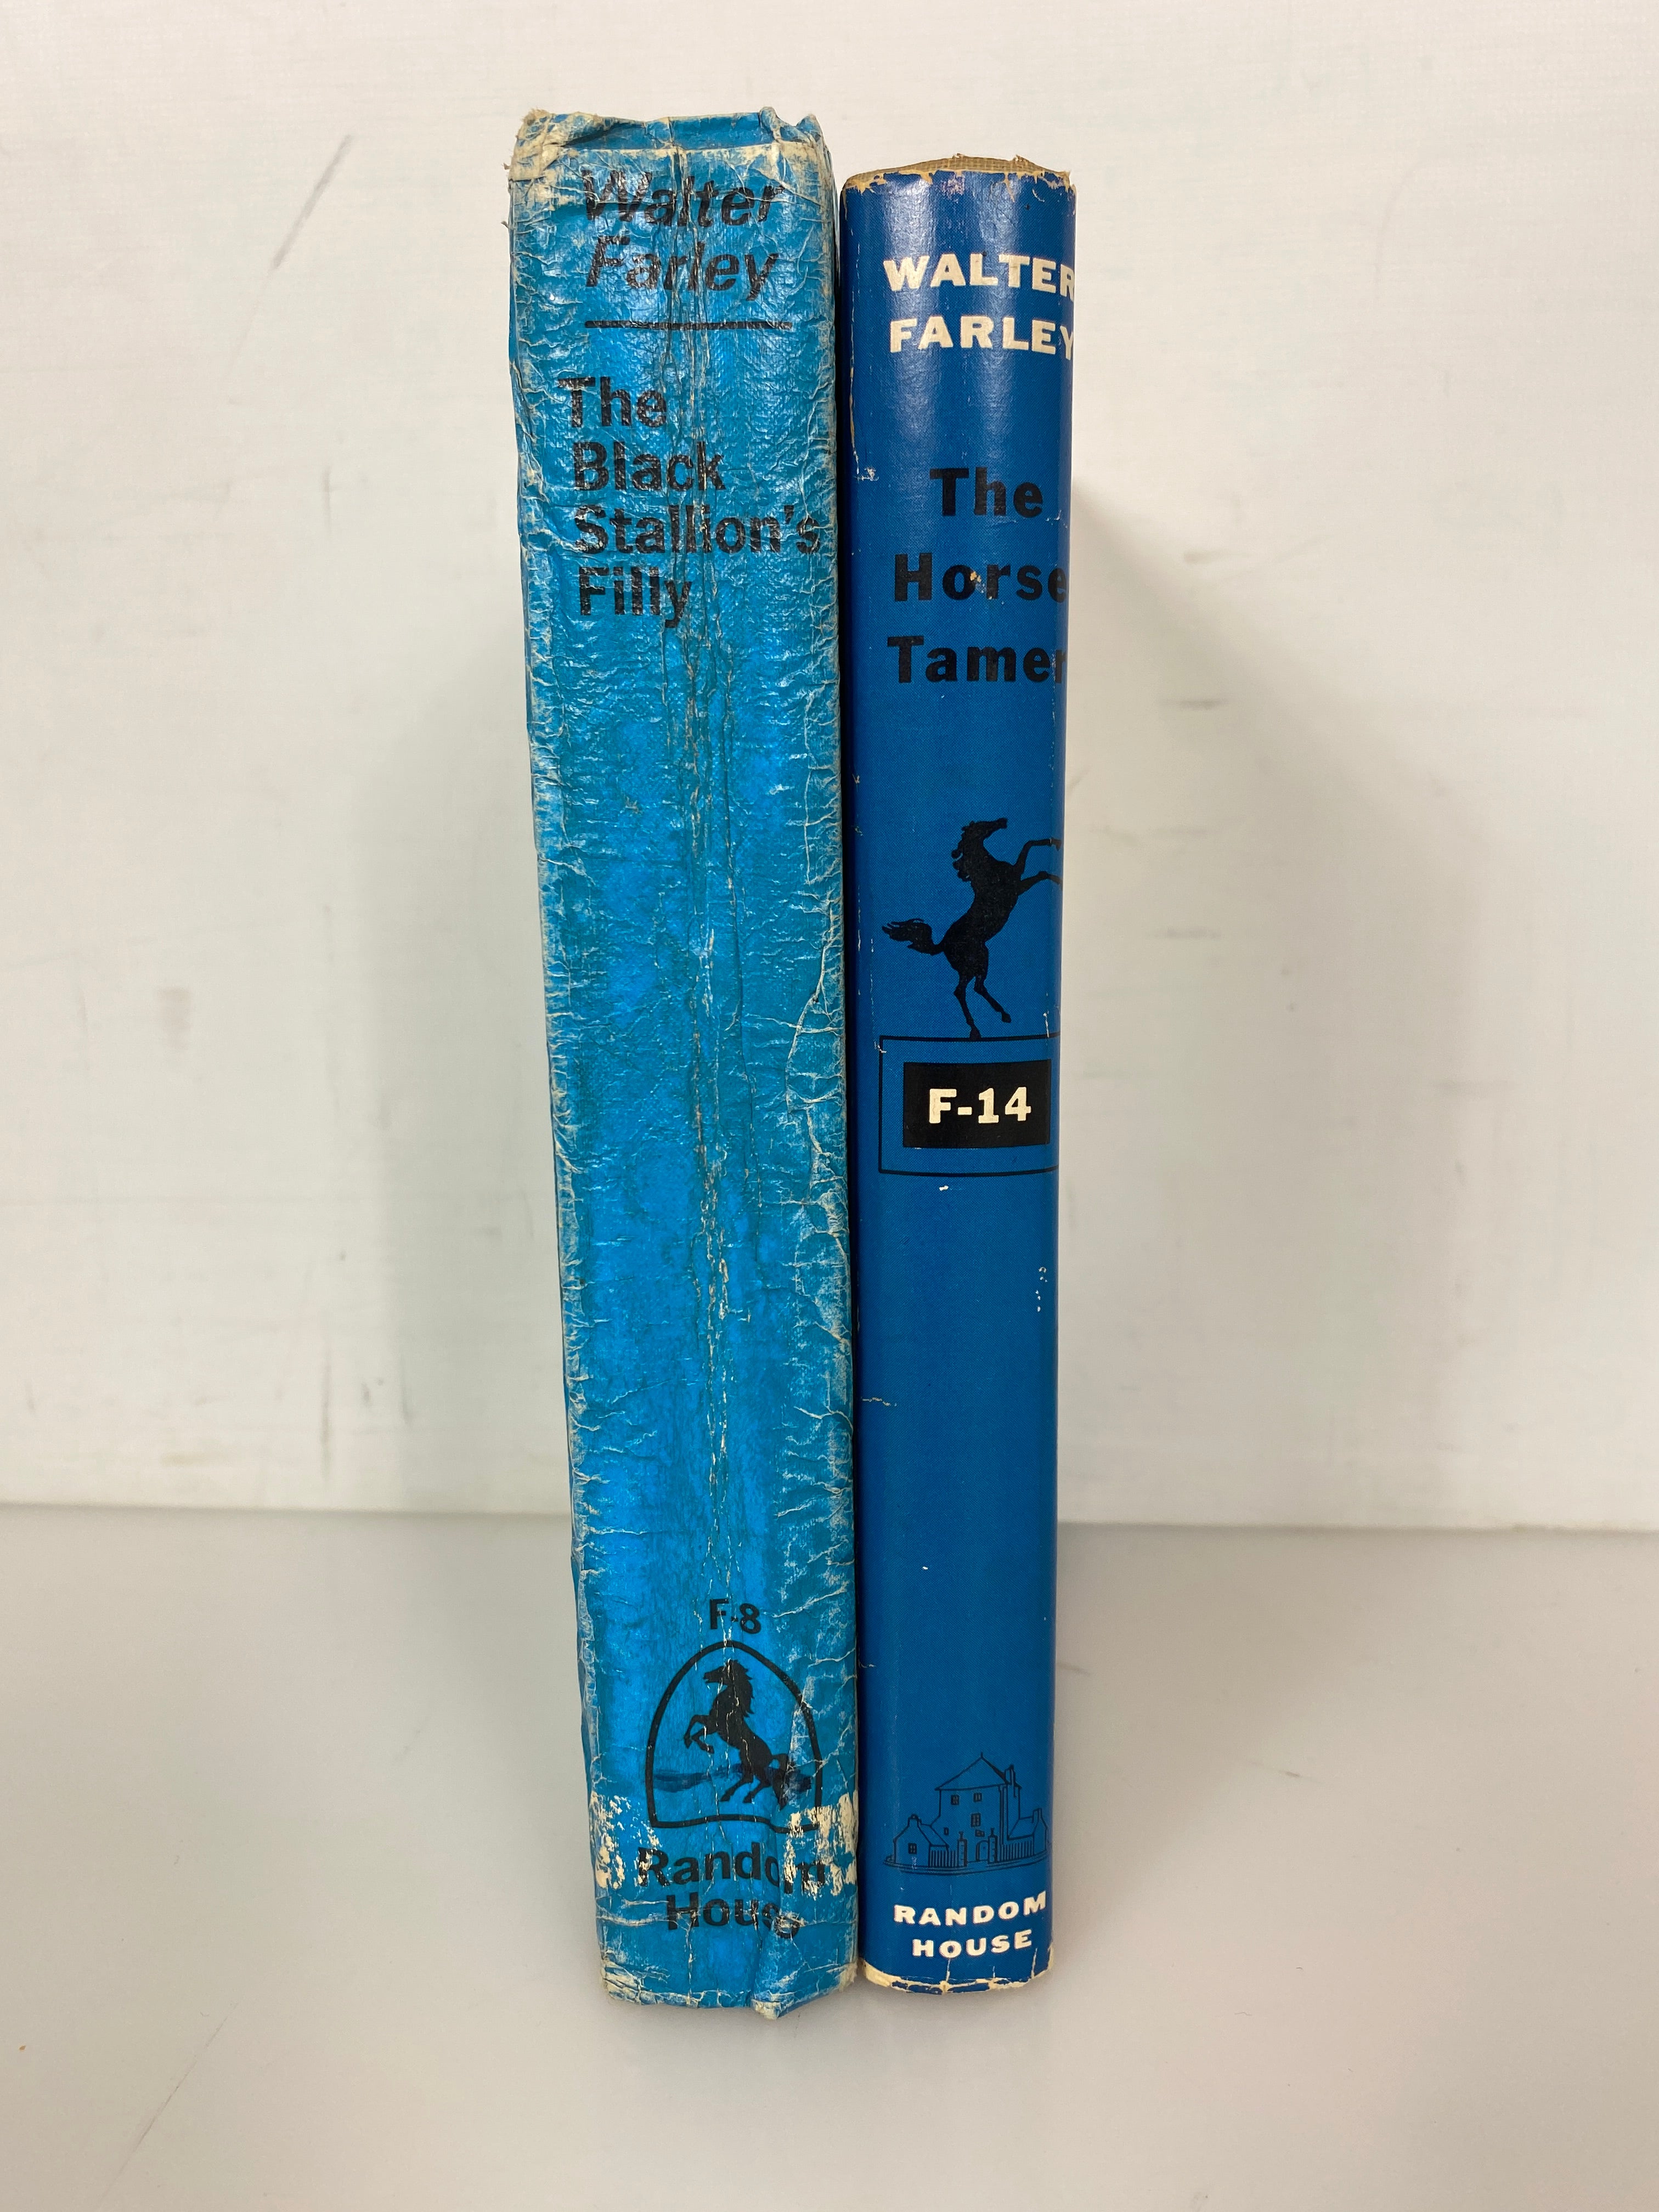 Walter
Farley
The
Black
Stallion's
Filly
F-8
Random
House
WALTER
FARLEY
The
Horse
Tamer
F-14
RANDOM
HOUSE